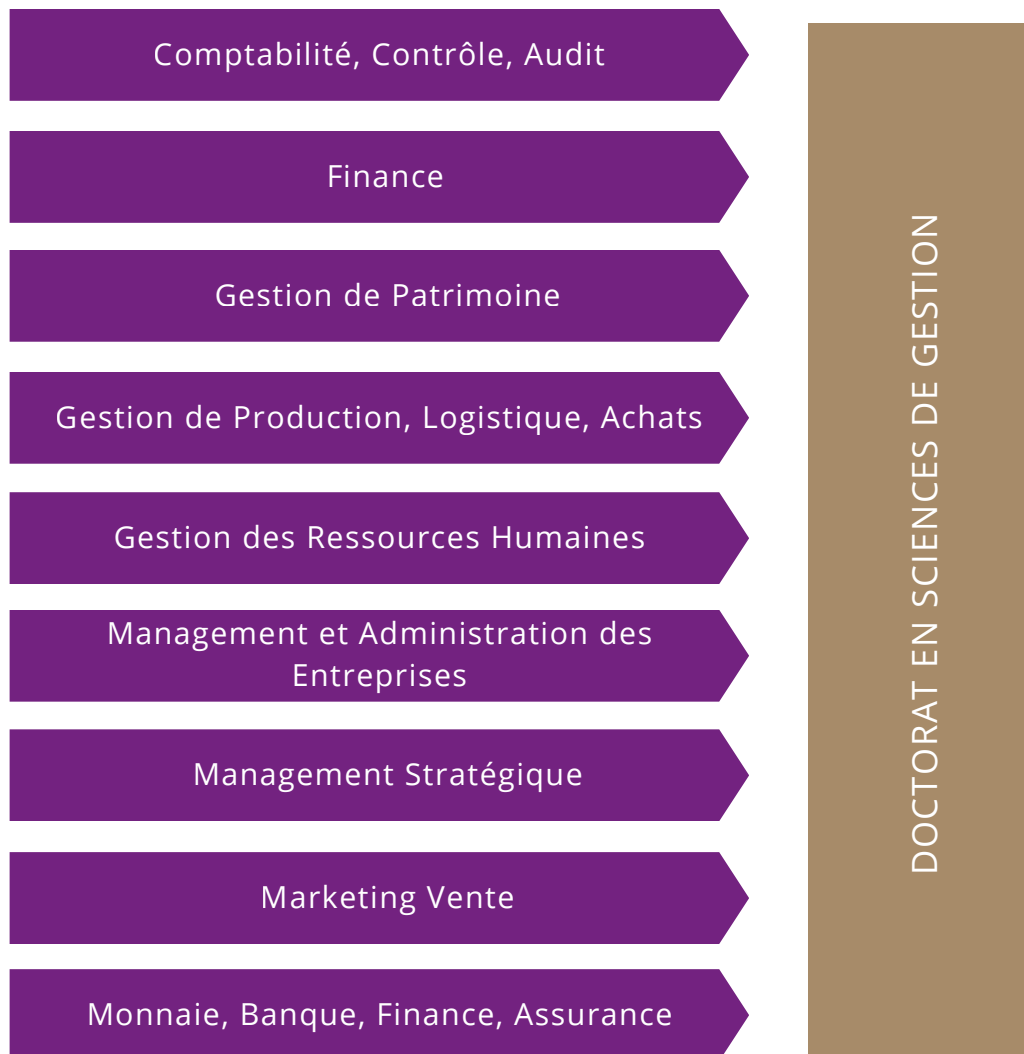 Comptabilité, Contrôle, Audit
Finance
Gestion de Patrimoine
Gestion de Production, Logistique, Achats
Gestion des Ressources Humaines
Management et Administration des
Entreprises
Management Stratégique
Marketing Vente
Monnaie, Banque, Finance, Assurance
DOCTORAT EN SCIENCES DE GESTION